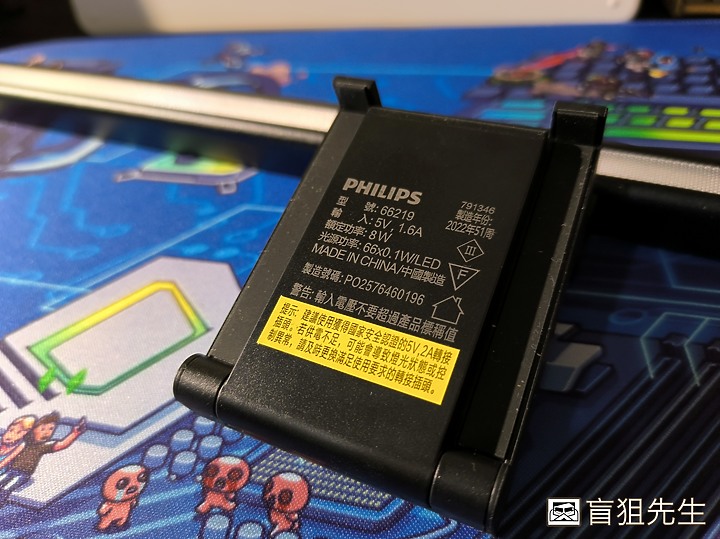 PHILIPS
型 號: 66219
輸 入: 5V 1.6A
額定功率: 8W
光源功率: 66x0.1W/LED
MADE IN CHINA/中國製造
791346
製造年份:
2022年51周
III
F
製造號碼: PO2576460196
警告: 輸入電壓不要超過產品標稱值
提示: 建議使用獲得國家安全認證的5V, 2A轉接
插頭。若供電不足，可能會導致燈光狀態或控
制異常，請及時更換滿足使用要求的轉接插頭。
盲狙先生